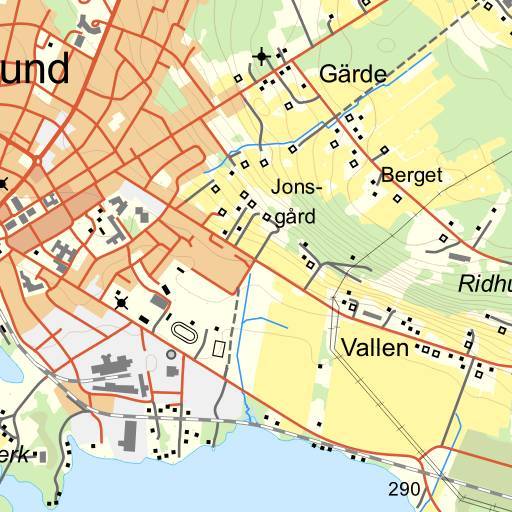 und
Gärde
Berget
Jons-
gård
Ridhu
Vallen
erk
290